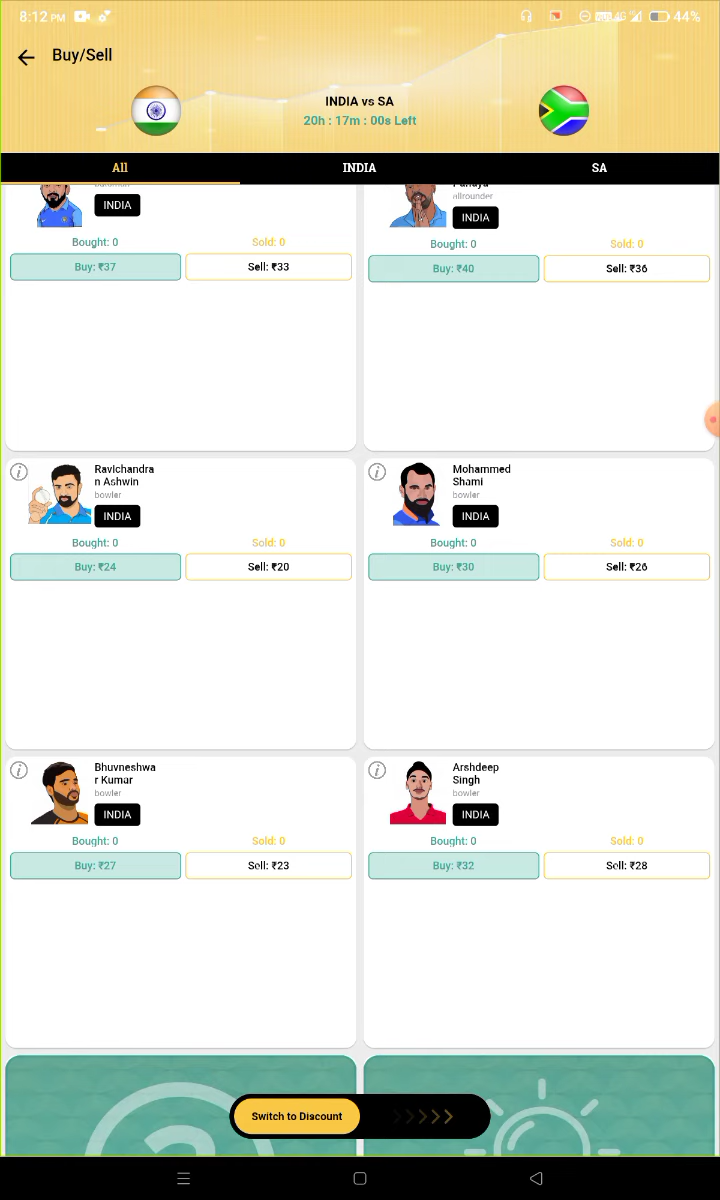 8:12 PM
4G 44%
Buy/Sell
INDIA vs SA
20h : 17m : 00s Left
All INDIA SA
INDIA
allrounder
INDIA
Bought: 0 Sold: 0
Buy: ₹37 Sell: ₹33
Bought: 0 Sold: 0
Buy: ₹40 Sell: ₹36
i
Ravichandra
n Ashwin
bowler
INDIA
Bought: 0 Sold: 0
Buy: ₹24 Sell: ₹20
i
Mohammed
Shami
bowler
INDIA
Bought: 0 Sold: 0
Buy: ₹30 Sell: ₹26
i
Bhuvneshwa
r Kumar
bowler
INDIA
Bought: 0 Sold: 0
Buy: ₹27 Sell: ₹23
i
Arshdeep
Singh
bowler
INDIA
Bought: 0 Sold: 0
Buy: ₹32 Sell: ₹28
Switch to Discount